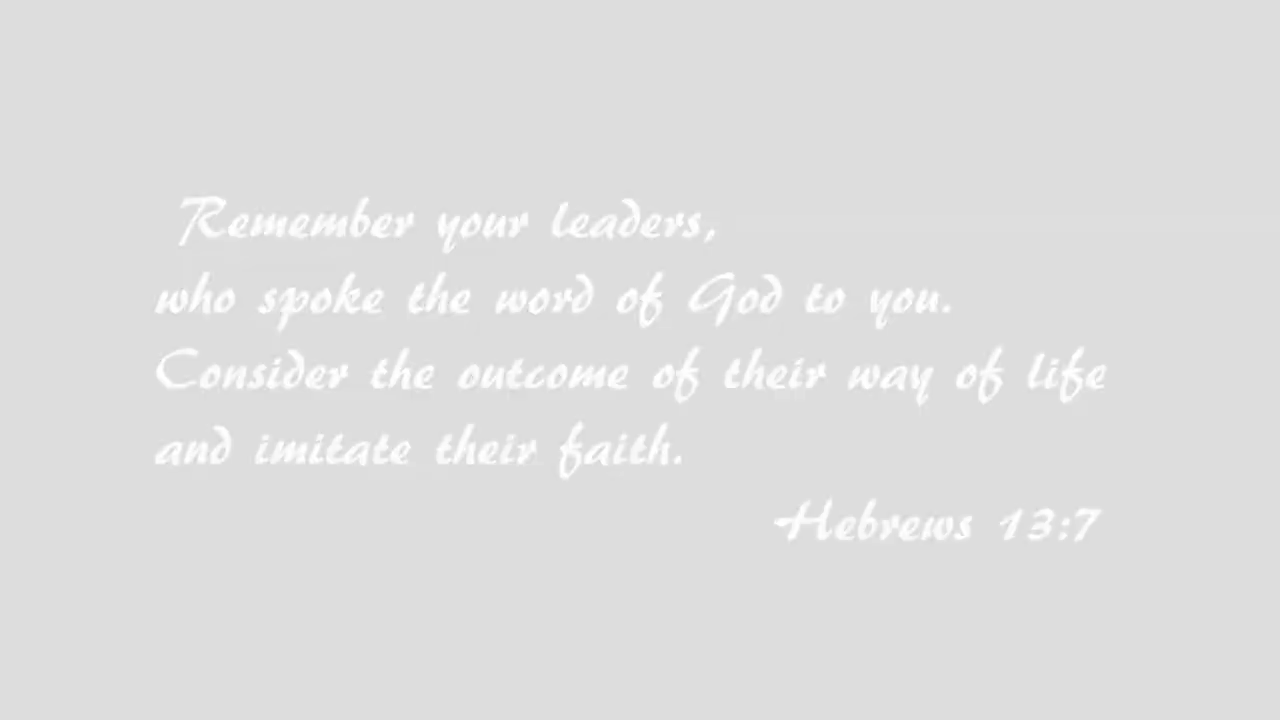 Remember your leaders,
who spoke the word of God to you.
Consider the outcome of their way of life
and imitate their faith.
Hebrews 13:7